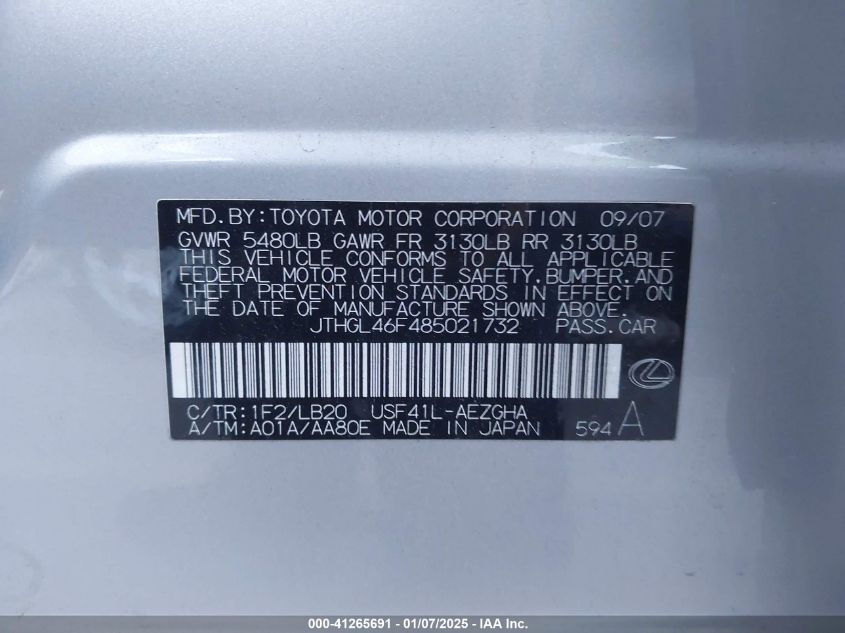 MFD.BY:TOYOTA MOTOR CORPORATION 09/07
GVWR 5480LB GAWR FR 3130LB RR 3130LB
THIS VEHICLE CONFORMS TO ALL APPLICABLE
FEDERAL MOTOR VEHICLE SAFETY,BUMPER,AND
THEFT PREVENTION STANDARDS IN EFFECT ON
THE DATE OF MANUFACTURE SHOWN ABOVE.
JTHGL46F485021732 PASS.CAR
C/TR:1F2/LB20 USF41L-AEZGHA
A/TM:A01A/AA80E MADE IN JAPAN 594 A
000-41265691 - 01/07/2025 - IAA Inc.